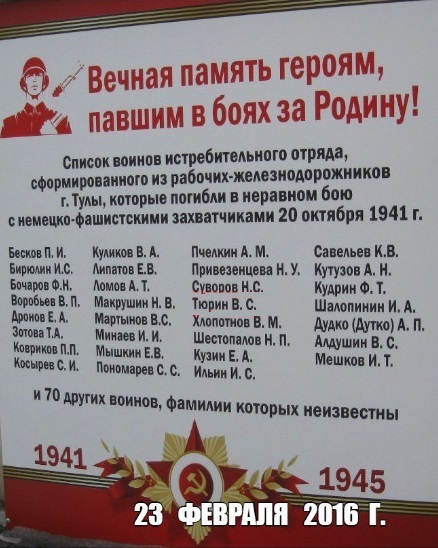 Вечная память героям,
павшим в боях за Родину!
Список воинов истребительного отряда,
сформированного из рабочих-железнодорожников
г. Тулы, которые погибли в неравном бою
с немецко-фашистскими захватчиками 20 октября 1941 г.
Бесков П. И.
Бирюлин И.С.
Бочаров Ф.Н.
Воробьев В. П.
Дронов Е. А.
Зотова Т.А.
Ковриков П.П.
Косырев С. И.
Куликов В. А.
Липатов Е.В.
Ломов А. Т.
Макрушин Н. В.
Мартынов В.С.
Минаев И. И.
Мышкин Е.В.
Пономарев С. С.
Пчелкин А. М.
Привезенцева Н. У.
Суворов Н.С.
Тюрин В. С.
Хлопотнов В. М.
Шестопалов Н. П.
Кузин Е. А.
Ильин И. С.
Савельев К.В.
Кутузов А. Н.
Кудрин Ф. Т.
Шалопинин И. А.
Дудко (Дутко) А. П.
Алдушин В. С.
Мешков И. Т.
и 70 других воинов, фамилии которых неизвестны
1941
1945
23 ФЕВРАЛЯ 2016 Г.